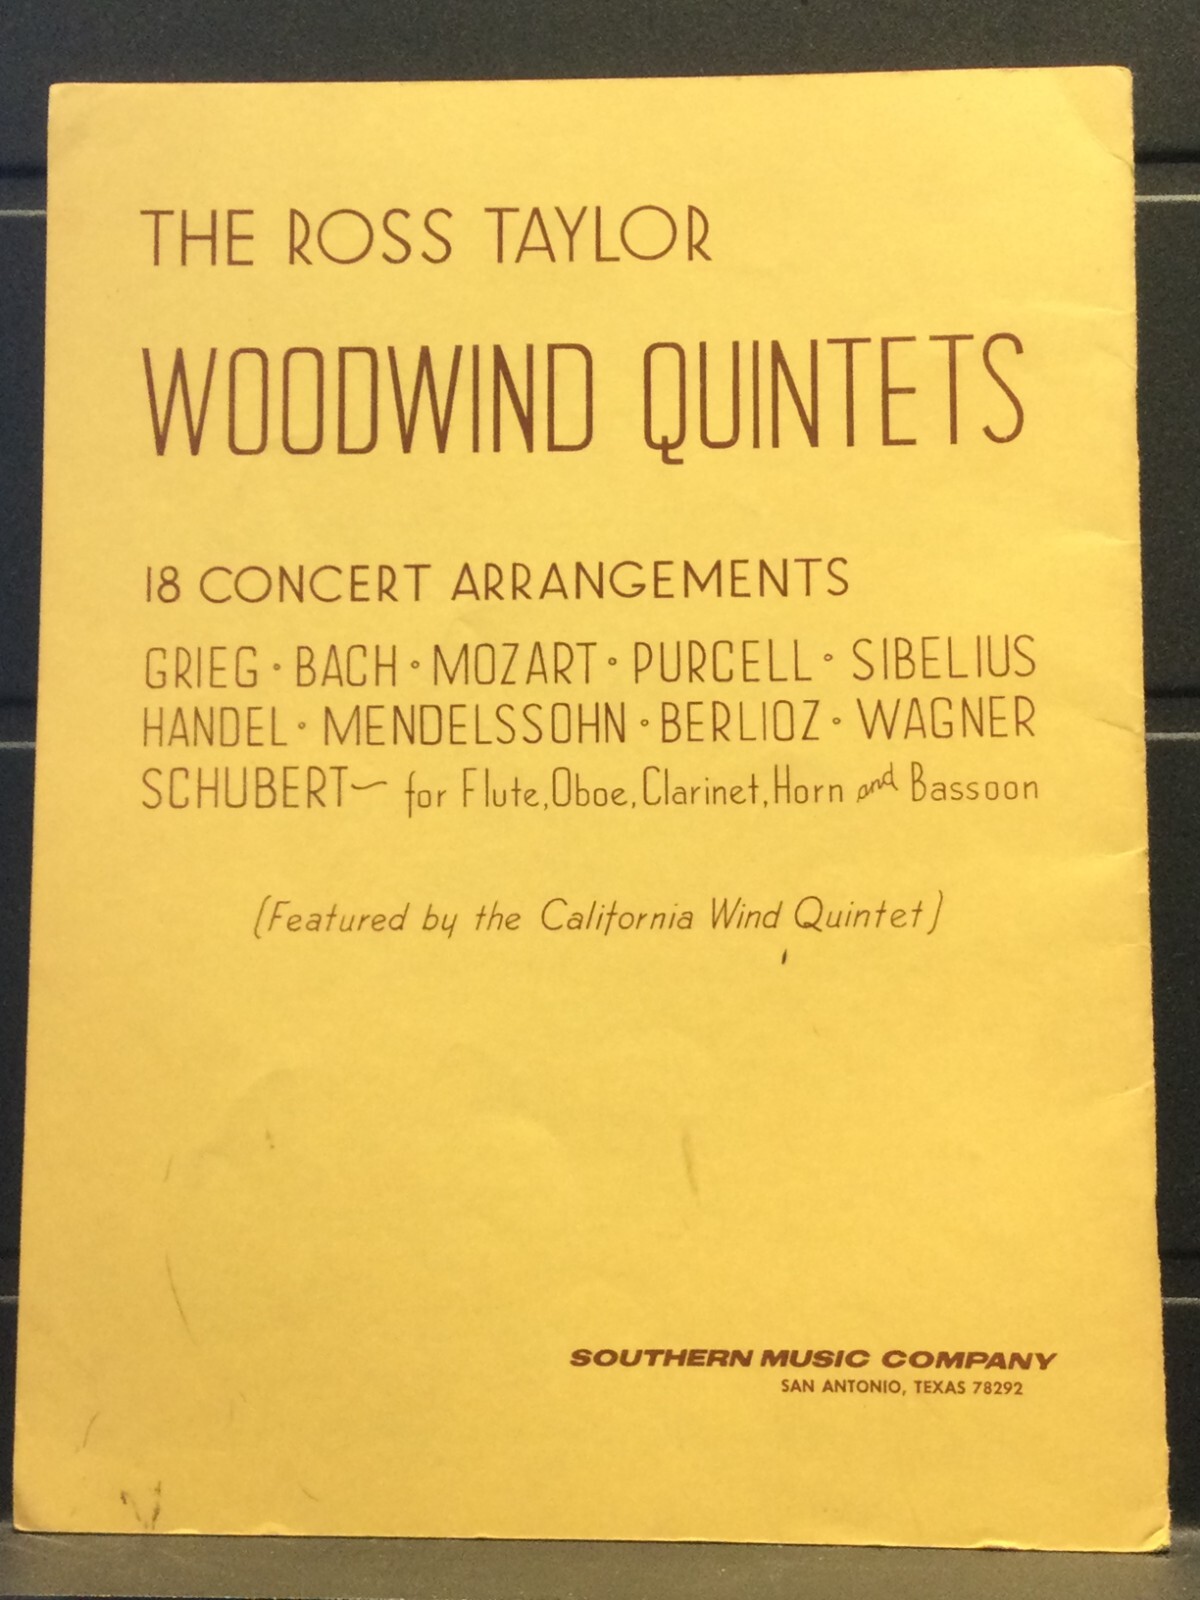 THE ROSS TAYLOR
WOODWIND QUINTETS
18 CONCERT ARRANGEMENTS
GRIEG • BACH • MOZART • PURCELL • SIBELIUS
HANDEL • MENDELSSOHN • BERLIOZ • WAGNER
SCHUBERT — for Flute, Oboe, Clarinet, Horn and Bassoon
(Featured by the California Wind Quintet)
SOUTHERN MUSIC COMPANY
SAN ANTONIO, TEXAS 78292